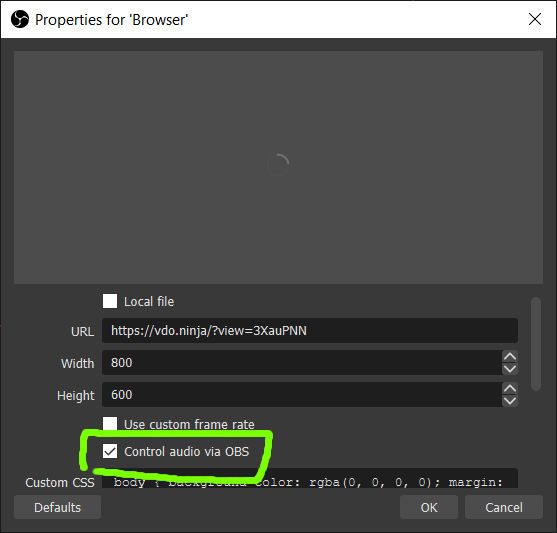 Properties for 'Browser'
Local file
URL https://vdo.ninja/?view=3XauPNN
Width 800
Height 600
Use custom frame rate
Control audio via OBS
Custom CSS body { background-color: rgba(0, 0, 0, 0); margin:
Defaults OK Cancel